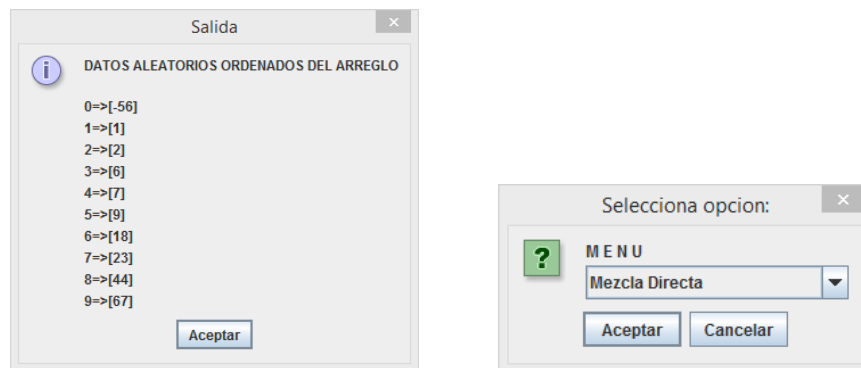 Salida
DATOS ALEATORIOS ORDENADOS DEL ARREGLO
0=>[-56]
1=>[1]
2=>[2]
3=>[6]
4=>[7]
5=>[9]
6=>[18]
7=>[23]
8=>[44]
9=>[67]
Aceptar
Selecciona opcion:
M E N U
Mezcla Directa
Aceptar Cancelar